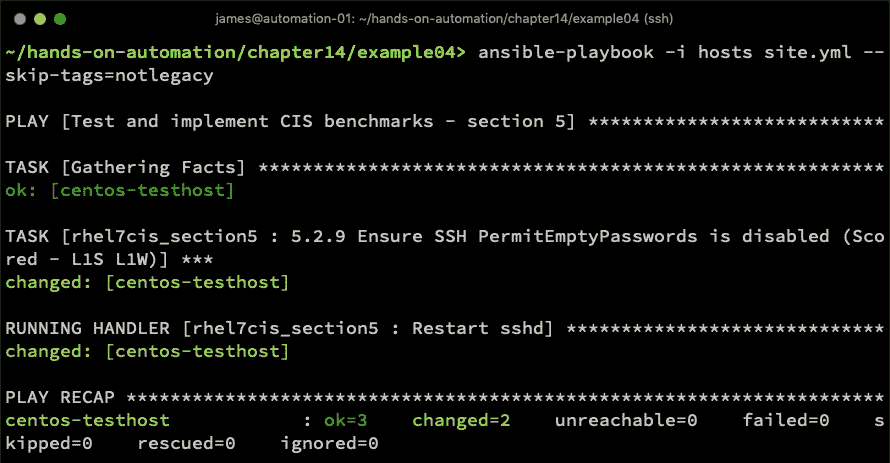 james@automation-01: ~/hands-on-automation/chapter14/example04 (ssh)
~/hands-on-automation/chapter14/example04> ansible-playbook -i hosts site.yml --
skip-tags=notlegacy
PLAY [Test and implement CIS benchmarks - section 5] ***************************
TASK [Gathering Facts] *********************************************************
ok: [centos-testhost]
TASK [rhel7cis_section5 : 5.2.9 Ensure SSH PermitEmptyPasswords is disabled (Sco
red - L1S L1W)] ***
changed: [centos-testhost]
RUNNING HANDLER [rhel7cis_section5 : Restart sshd] *****************************
changed: [centos-testhost]
PLAY RECAP *********************************************************************
centos-testhost            : ok=3    changed=2    unreachable=0    failed=0    s
kipped=0    rescued=0    ignored=0